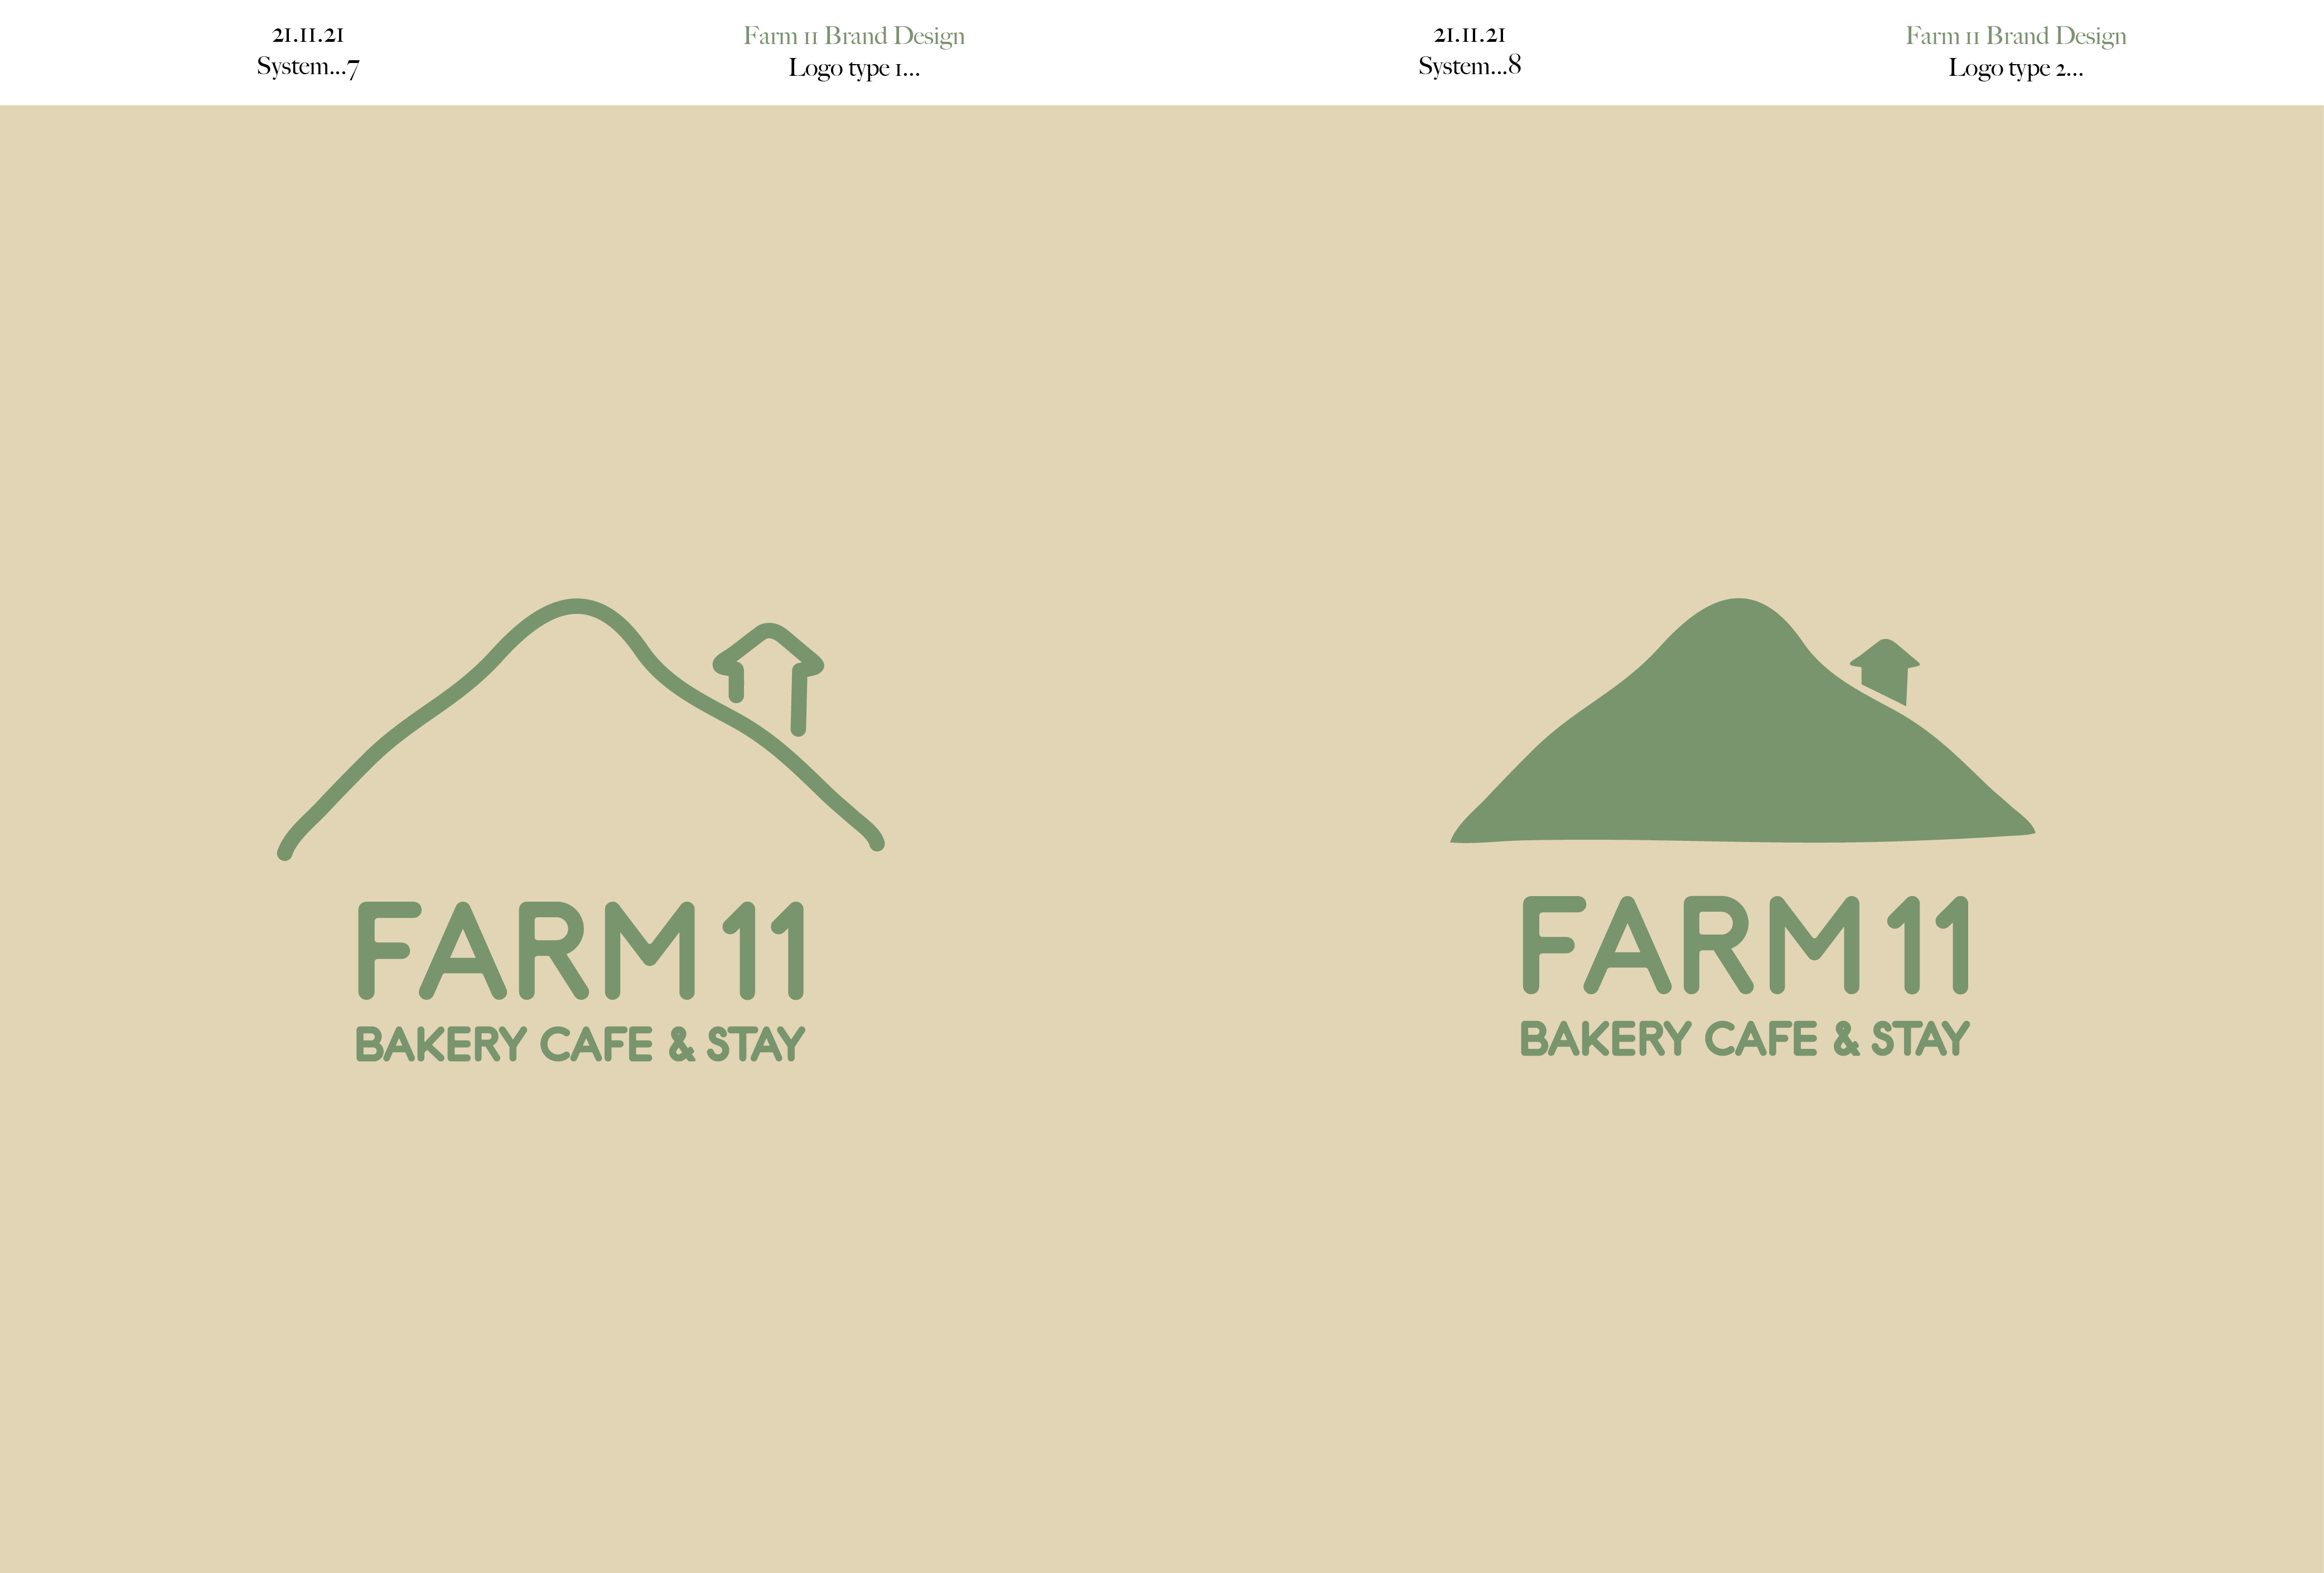 21.11.21
System...7
Farm 11 Brand Design
Logo type 1...
21.11.21
System...8
Farm 11 Brand Design
Logo type 2...
FARM 11
BAKERY CAFE & STAY
FARM 11
BAKERY CAFE & STAY